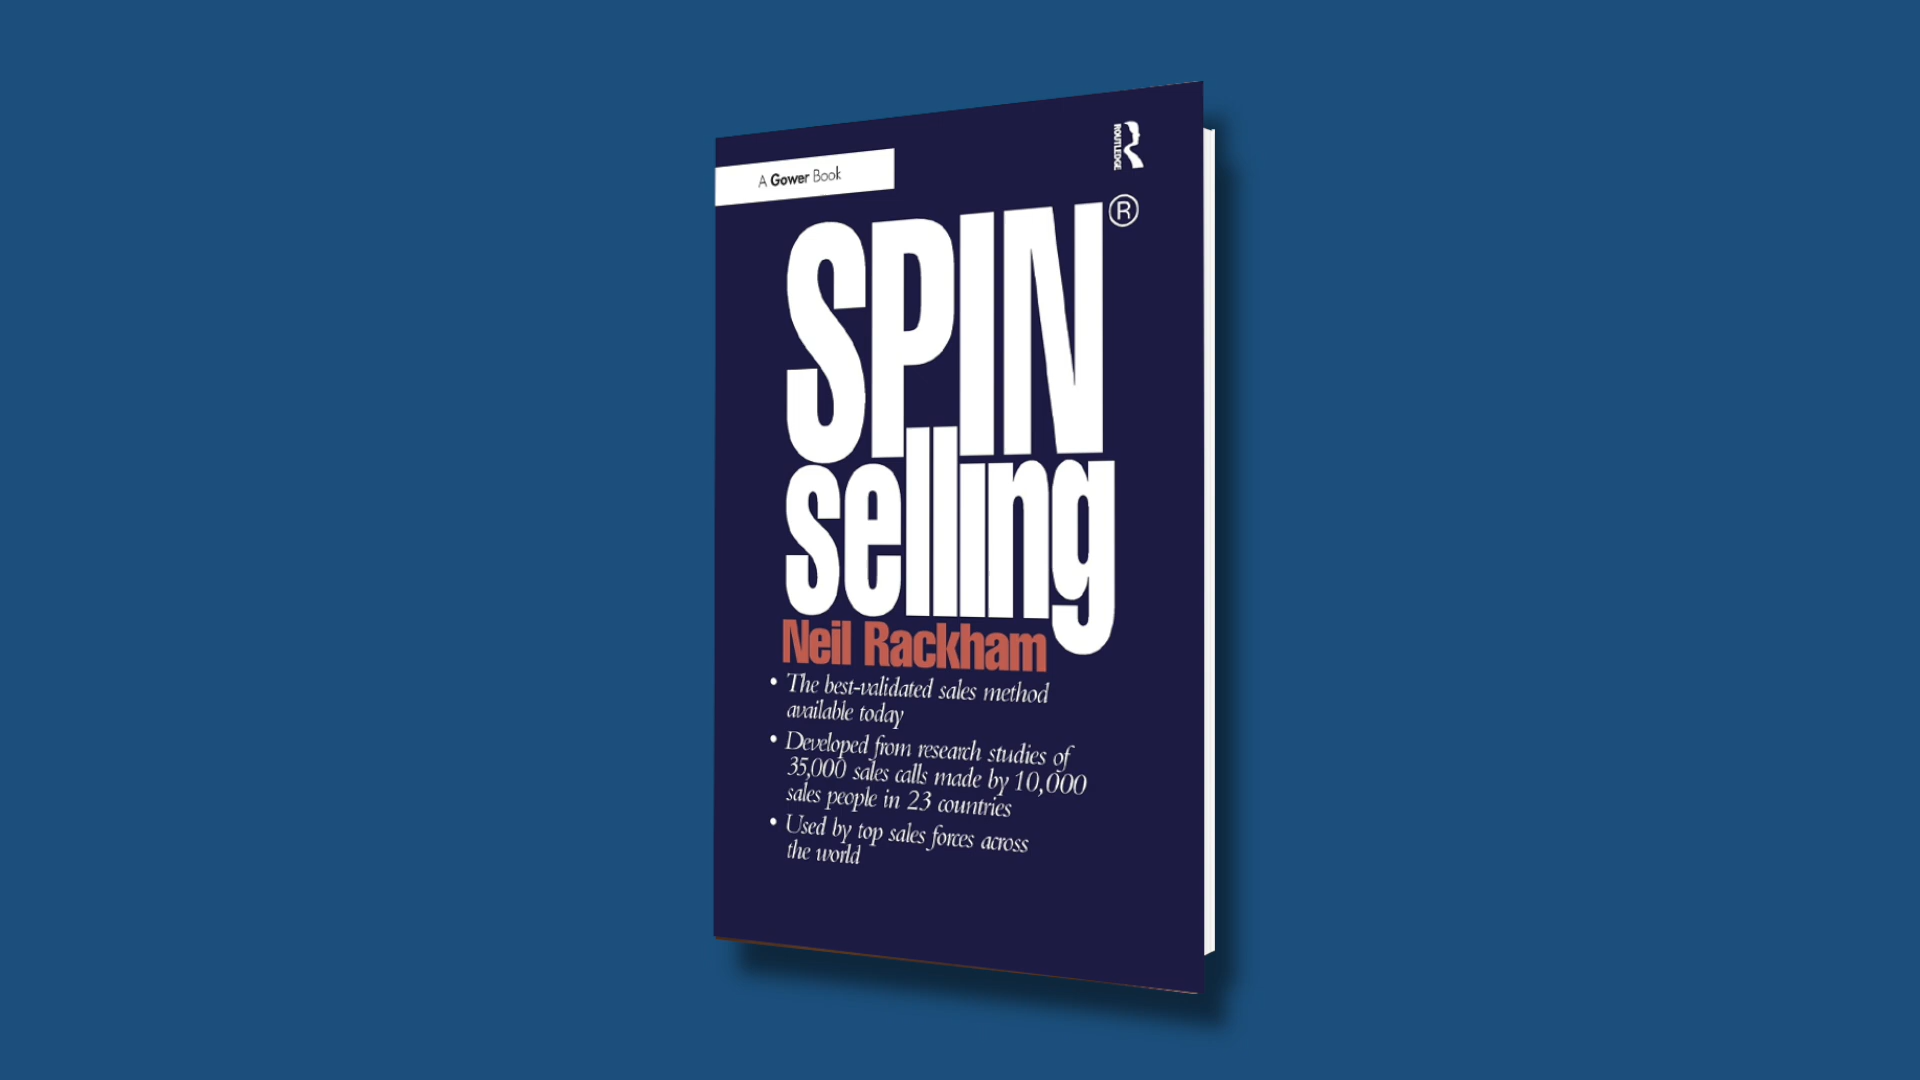 A Gower Book
ROUTLEDGE
SPIN®
selling
Neil Rackham
• The best-validated sales method
available today
• Developed from research studies of
35,000 sales calls made by 10,000
sales people in 23 countries
• Used by top sales forces across
the world